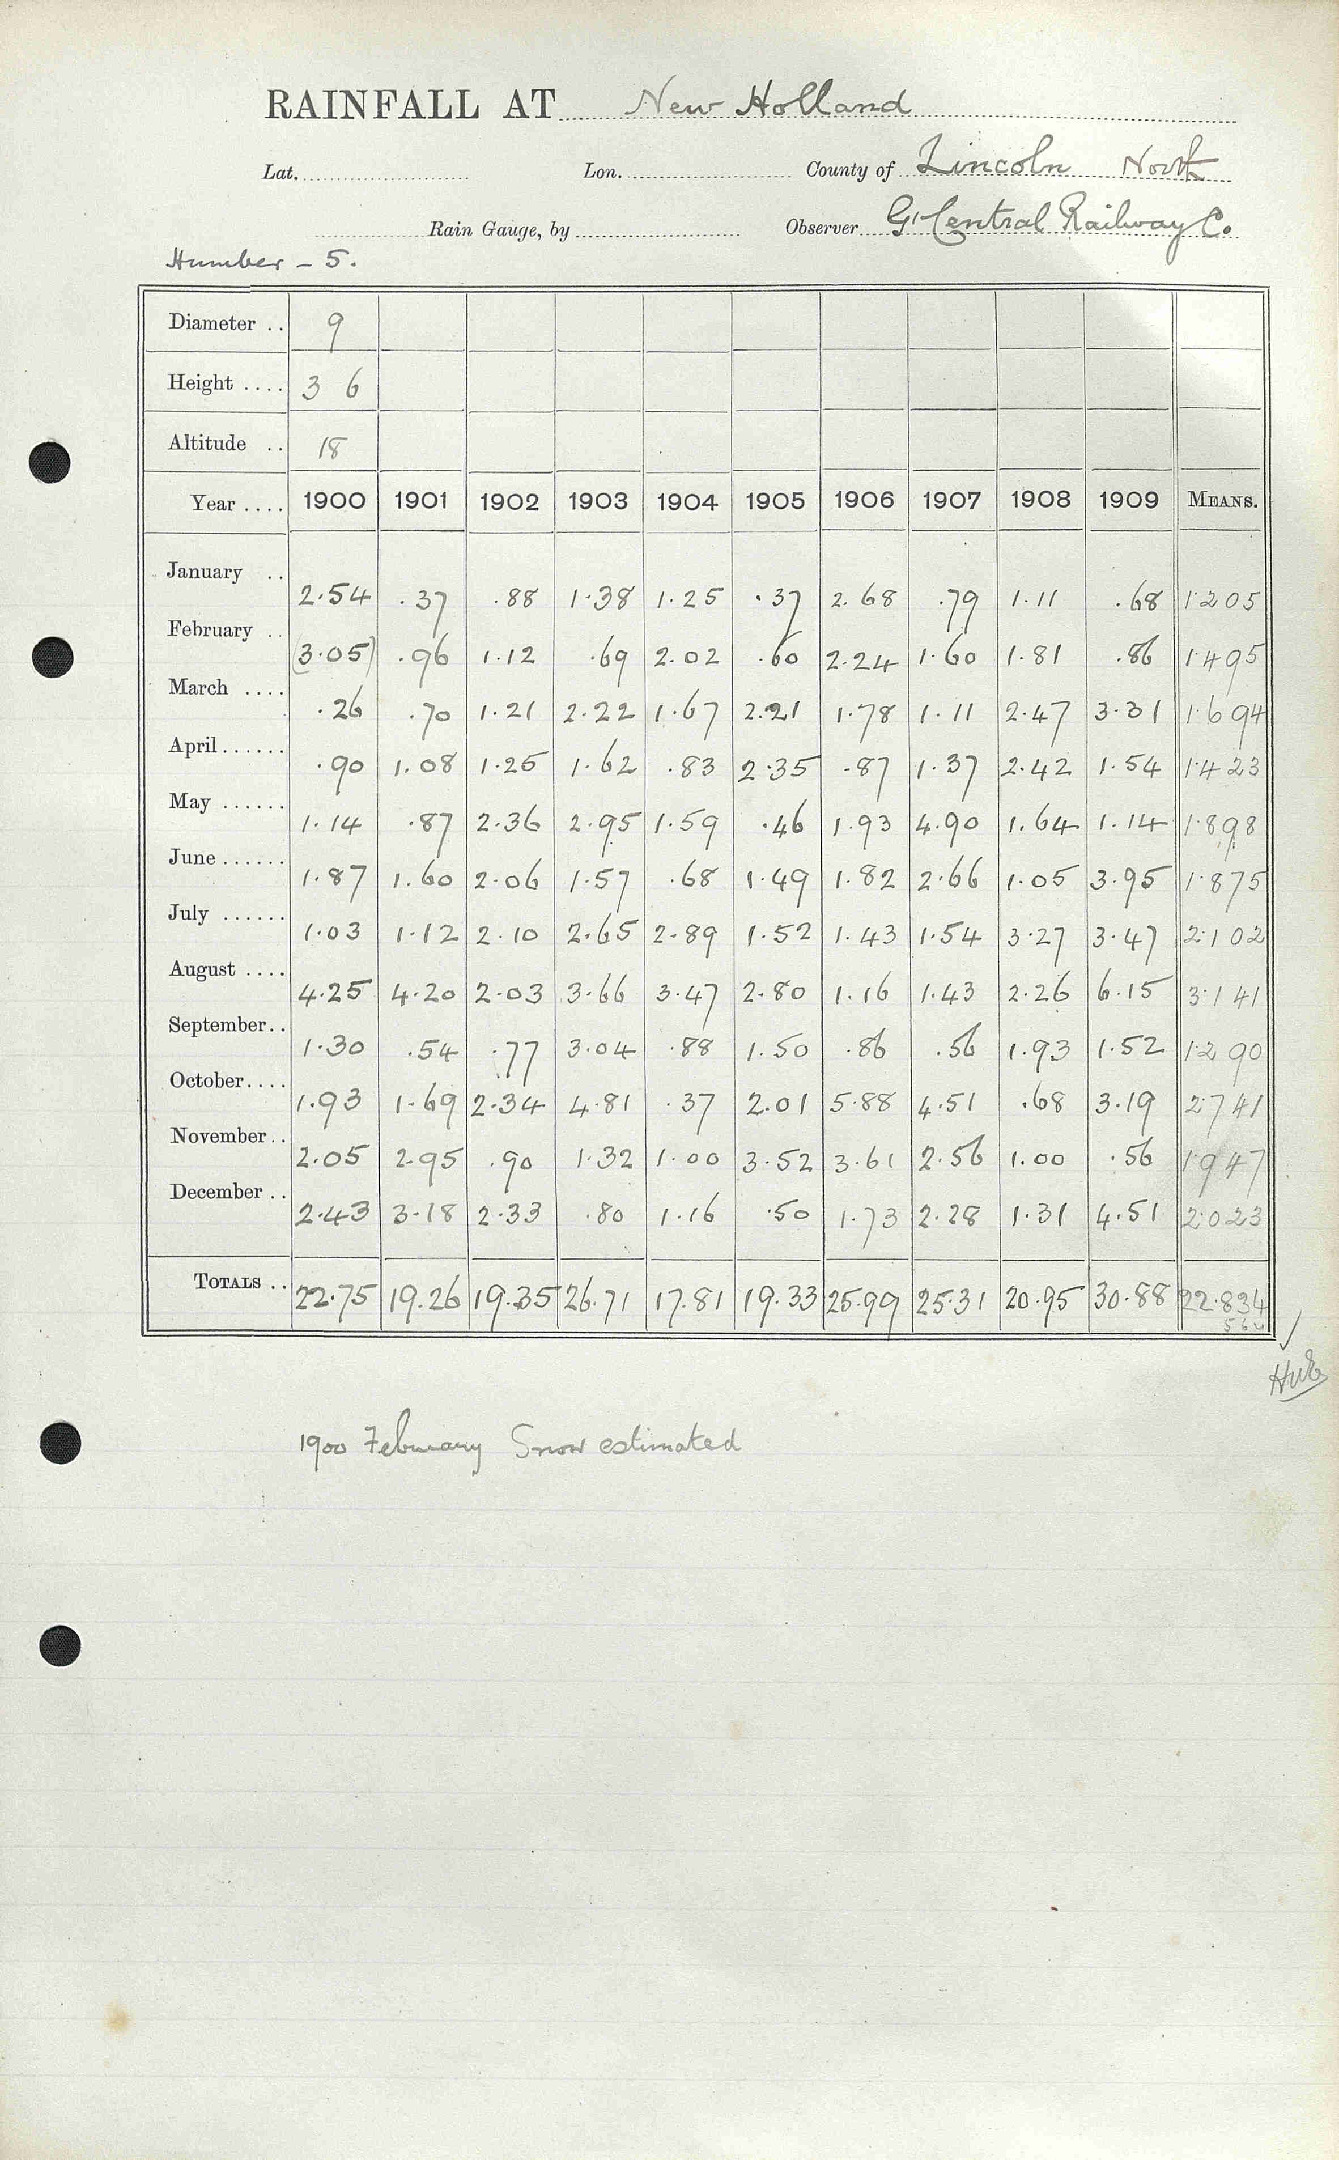 RAINFALL AT New Holland
Lat. Lon. County of Lincoln North
Rain Gauge, by Observer Gt Central Railway Co.
Humber - 5.
Diameter .. 9
Height .... 3 6
Altitude .. 18
Year .... 1900 1901 1902 1903 1904 1905 1906 1907 1908 1909 MEANS.
January .. 2.54 .37 .88 1.38 1.25 .37 2.68 .79 1.11 .68 1.205
February .. (3.05) .96 1.12 .69 2.02 .60 2.24 1.60 1.81 .86 1.495
March .... .26 .70 1.21 2.22 1.67 2.21 1.78 1.11 2.47 3.31 1.694
April ...... .90 1.08 1.25 1.62 .83 2.35 .87 1.37 2.42 1.54 1.423
May ...... 1.14 .87 2.36 2.95 1.59 .46 1.93 4.90 1.64 1.14 1.898
June ...... 1.87 1.60 2.06 1.57 .68 1.49 1.82 2.66 1.05 3.95 1.875
July ...... 1.03 1.12 2.10 2.65 2.89 1.52 1.43 1.54 3.27 3.47 2.102
August .... 4.25 4.20 2.03 3.66 3.47 2.80 1.16 1.43 2.26 6.15 3.141
September.. 1.30 .54 .77 3.04 .88 1.50 .86 .56 1.93 1.52 1.290
October.... 1.93 1.69 2.34 4.81 .37 2.01 5.88 4.51 .68 3.19 2.741
November.. 2.05 2.95 .90 1.32 1.00 3.52 3.61 2.56 1.00 .56 1.947
December .. 2.43 3.18 2.33 .80 1.16 .50 1.73 2.28 1.31 4.51 2.023
TOTALS .. 22.75 19.26 19.35 26.71 17.81 19.33 25.99 25.31 20.95 30.88 22.834
1900 February Snow estimated